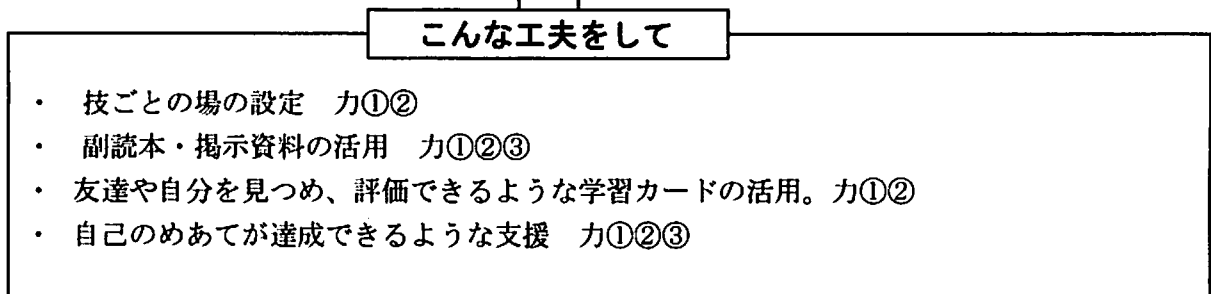 こんな工夫をして
・ 技ごとの場の設定 力①②
・ 副読本・掲示資料の活用 力①②③
・ 友達や自分を見つめ、評価できるような学習カードの活用。力①②
・ 自己のめあてが達成できるような支援 力①②③